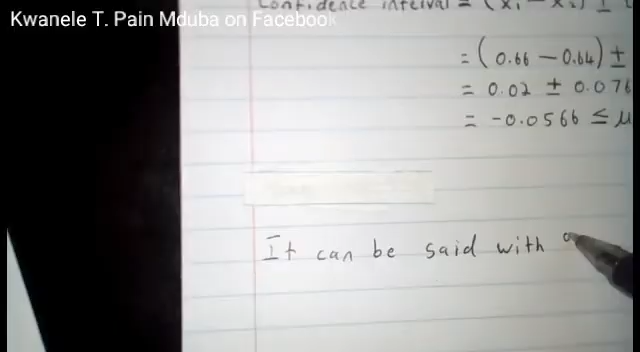 Kwanele T. Pain Mduba on Facebook
Confidence interval = (x̄₁ - x̄₂) ±
= (0.66 - 0.64) ±
= 0.02 ± 0.076
= -0.0566 ≤ μ
It can be said with